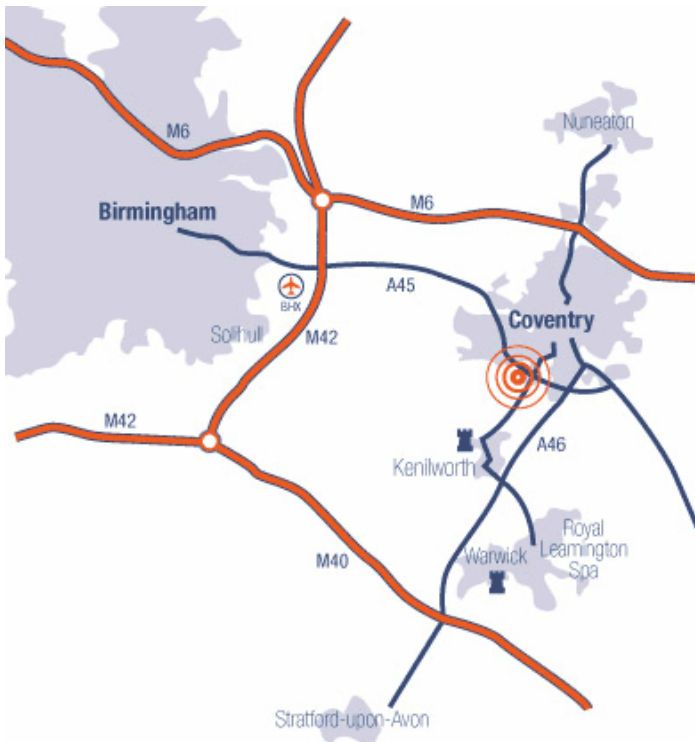 Nuneaton
M6
Birmingham
M6
A45
BHX
Solihull
M42
Coventry
M42
A46
Kenilworth
Royal
Leamington
Spa
Warwick
M40
Stratford-upon-Avon